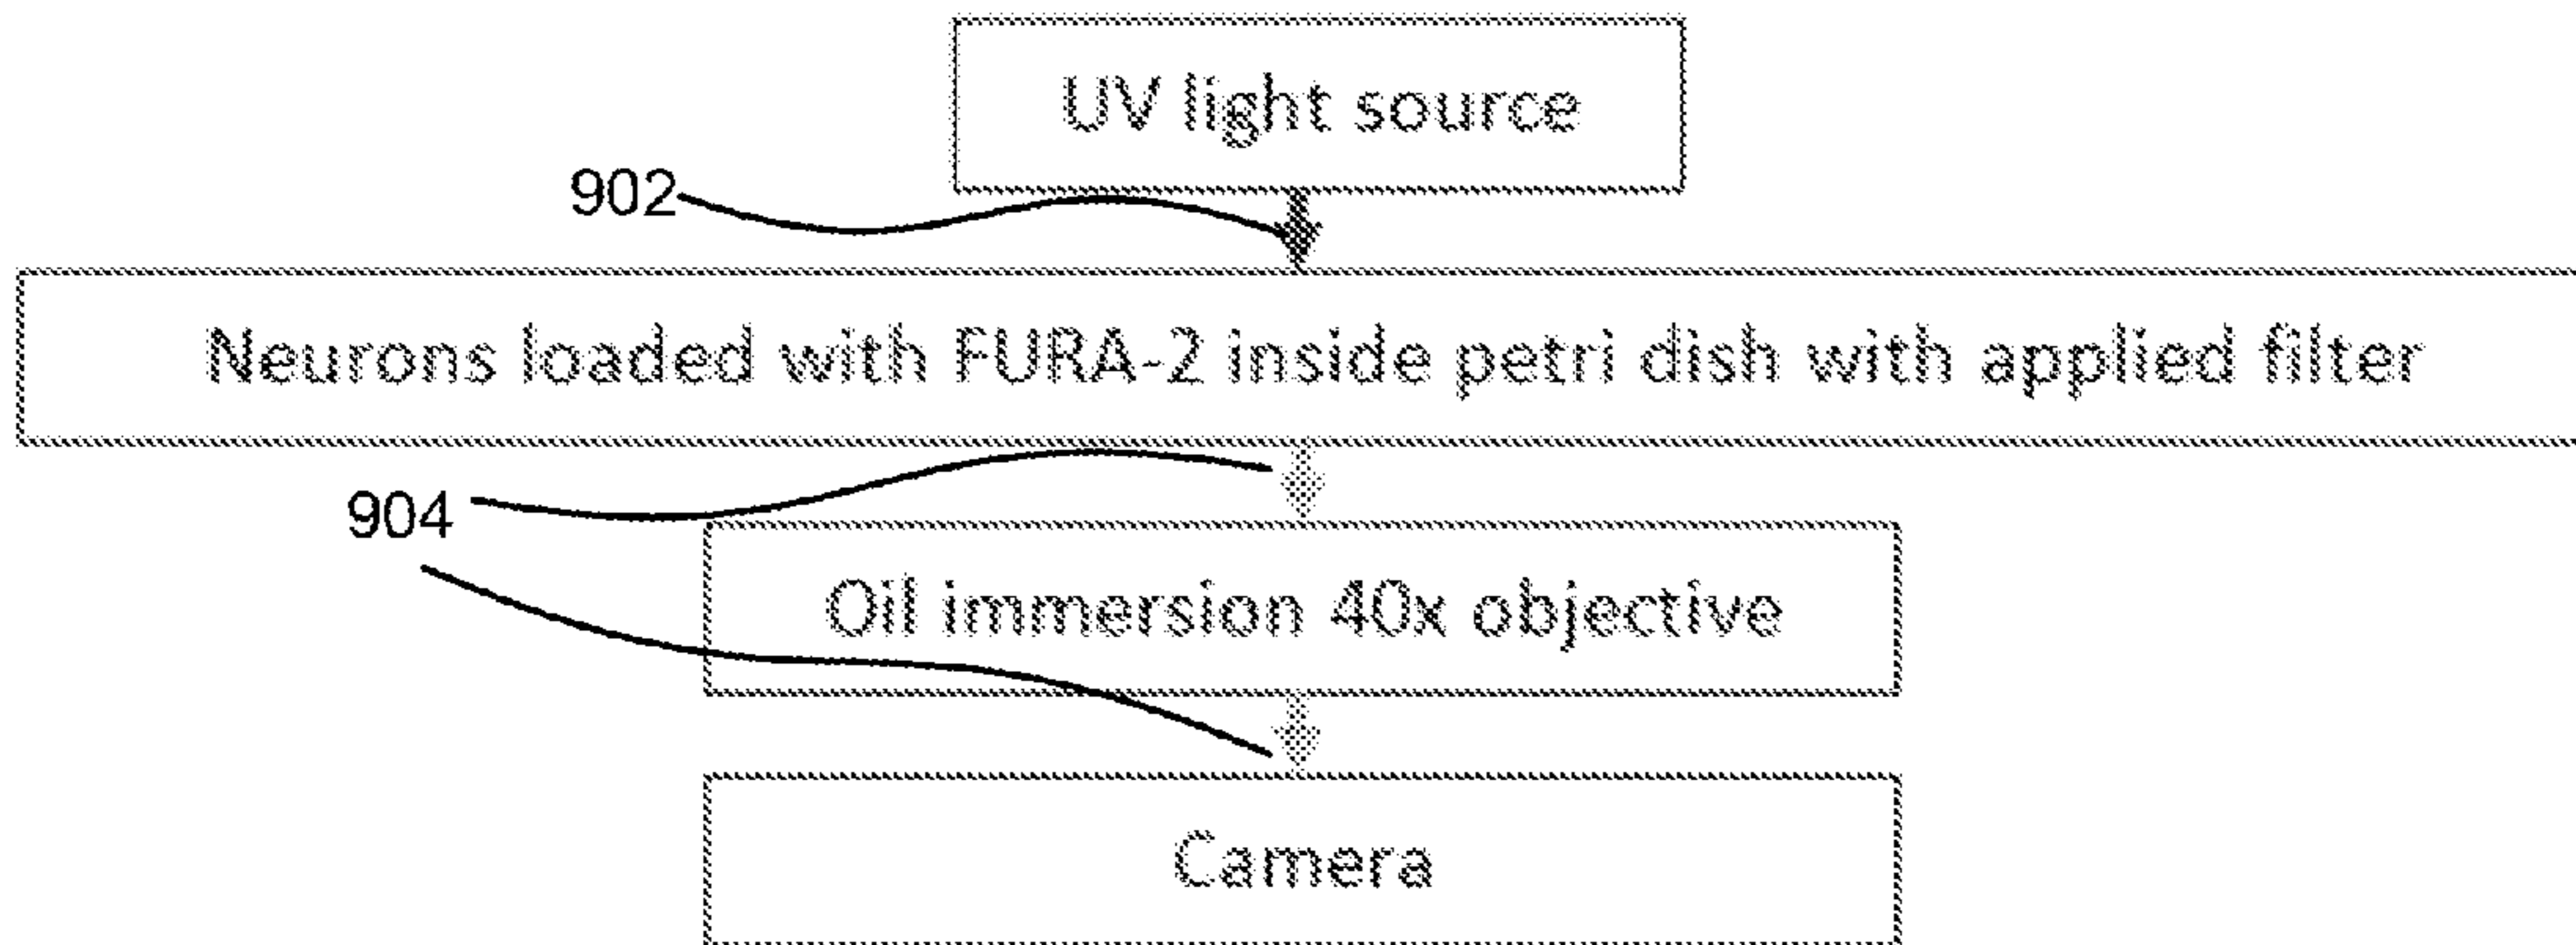 UV light source
902
Neurons loaded with FURA-2 inside petri dish with applied filter
904
Oil immersion 40x objective
Camera